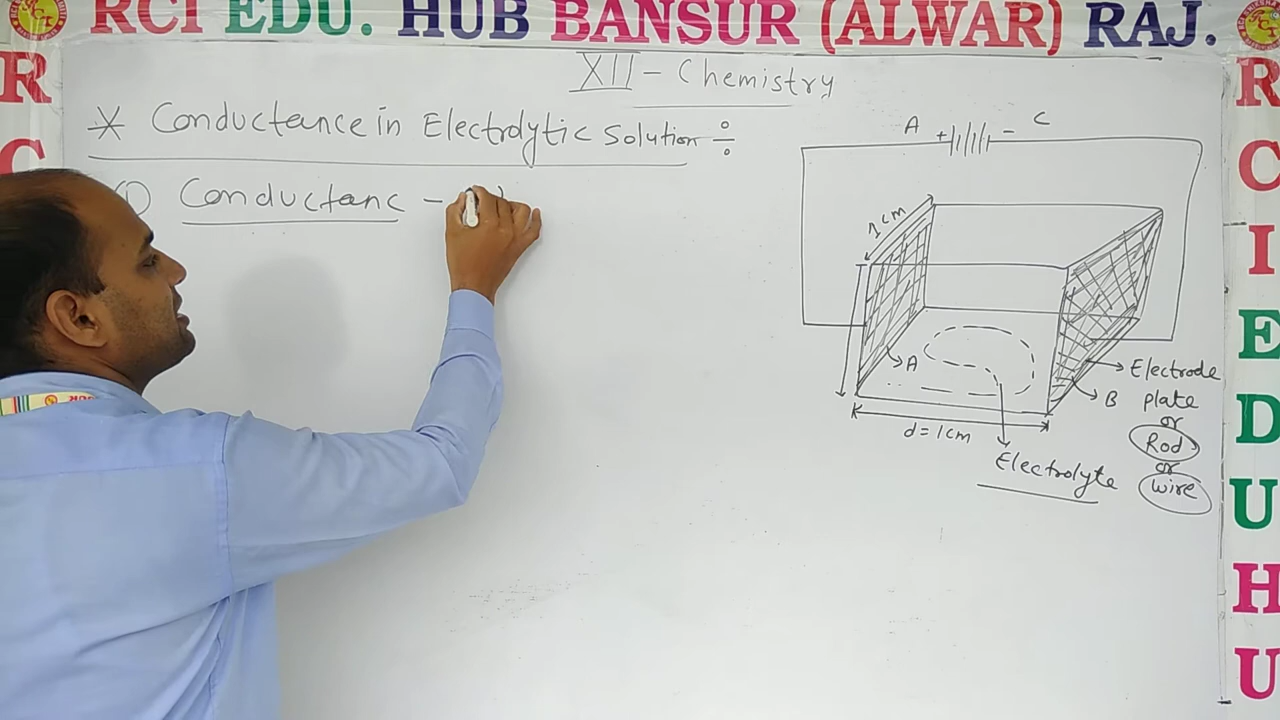 RCI EDU. HUB BANSUR (ALWAR) RAJ.
XII - Chemistry
* Conductance in Electrolytic Solution ÷
① Conductanc -
A + - C
1cm
A
B
Electrode
plate
or
Rod
or
wire
d = 1cm
Electrolyte
R
C
R
C
I
E
D
U
H
U